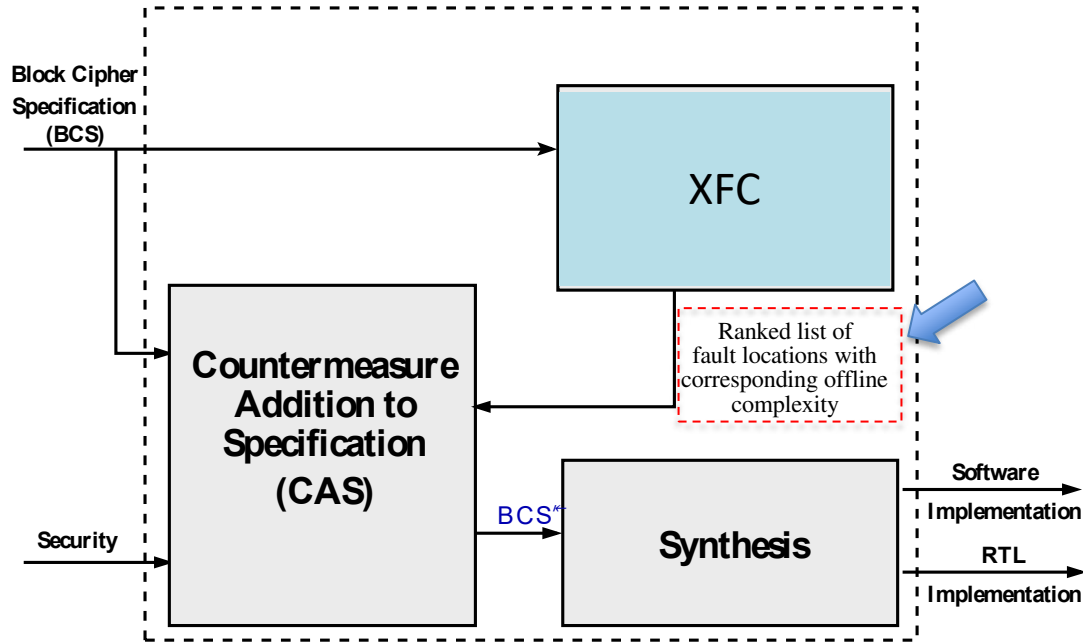 Block Cipher
Specification
(BCS)
XFC
Ranked list of
fault locations with
corresponding offline
complexity
Countermeasure
Addition to
Specification
(CAS)
BCS
Synthesis
Software
Implementation
RTL
Implementation
Security